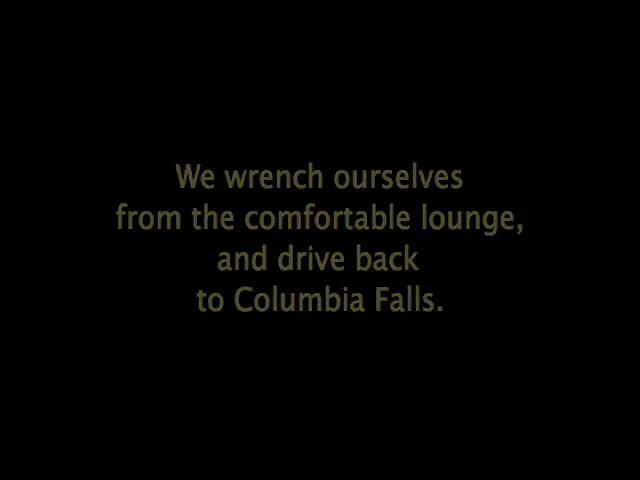 We wrench ourselves
from the comfortable lounge,
and drive back
to Columbia Falls.